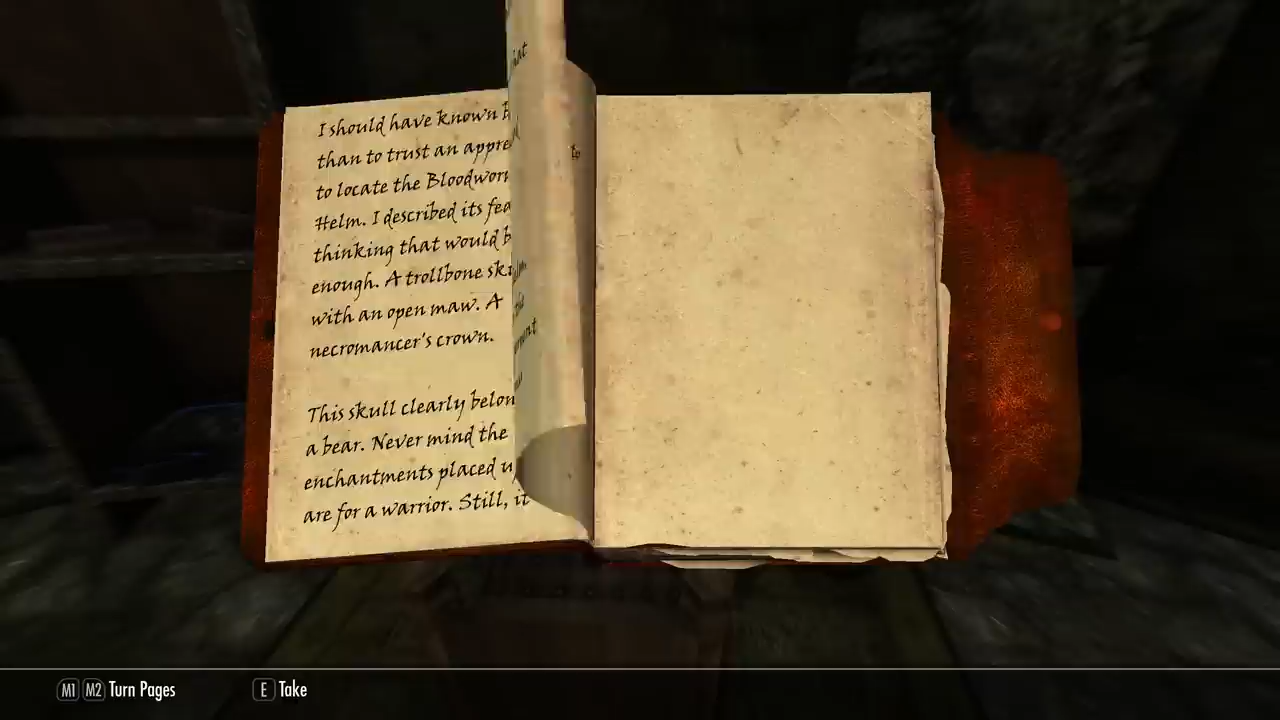 I should have known
than to trust an appre
to locate the Bloodwor
Helm. I described its fea
thinking that would b
enough. A trollbone sk
with an open maw. A
necromancer's crown.
This skull clearly belon
a bear. Never mind the
enchantments placed u
are for a warrior. Still, it
hat
to
M1 M2 Turn Pages
E Take